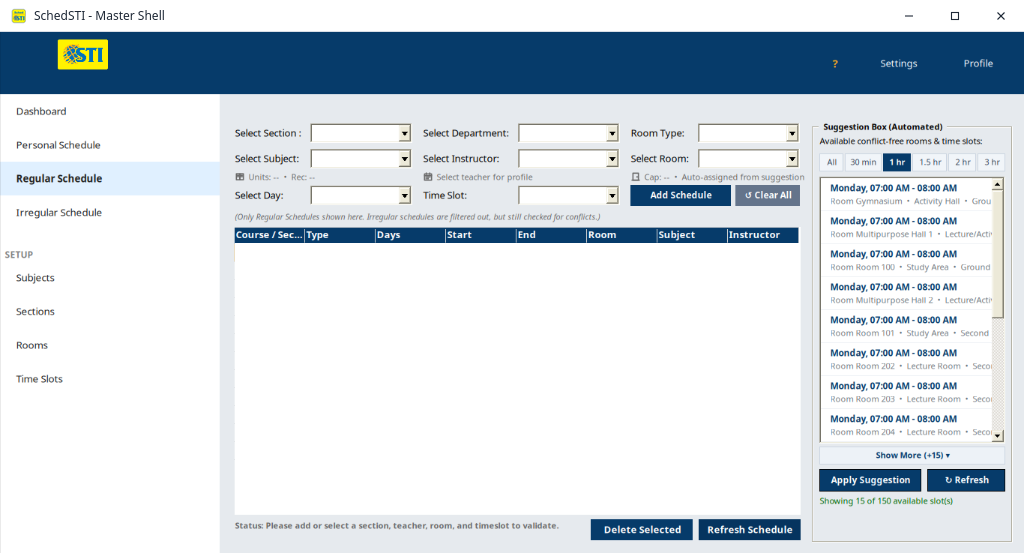 SchedSTI - Master Shell
STI
? Settings Profile
Dashboard
Personal Schedule
Regular Schedule
Irregular Schedule
SETUP
Subjects
Sections
Rooms
Time Slots
Select Section : Select Department: Room Type:
Select Subject: Select Instructor: Select Room:
Units: -- • Rec: -- Select teacher for profile Cap: -- • Auto-assigned from suggestion
Select Day: Time Slot: Add Schedule ↺ Clear All
(Only Regular Schedules shown here. Irregular schedules are filtered out, but still checked for conflicts.)
Course / Sec... Type Days Start End Room Subject Instructor
Status: Please add or select a section, teacher, room, and timeslot to validate.
Delete Selected Refresh Schedule
Suggestion Box (Automated)
Available conflict-free rooms & time slots:
All 30 min 1 hr 1.5 hr 2 hr 3 hr
Monday, 07:00 AM - 08:00 AM
Room Gymnasium • Activity Hall • Grou
Monday, 07:00 AM - 08:00 AM
Room Multipurpose Hall 1 • Lecture/Activ
Monday, 07:00 AM - 08:00 AM
Room Room 100 • Study Area • Ground
Monday, 07:00 AM - 08:00 AM
Room Multipurpose Hall 2 • Lecture/Activ
Monday, 07:00 AM - 08:00 AM
Room Room 101 • Study Area • Second
Monday, 07:00 AM - 08:00 AM
Room Room 202 • Lecture Room • Secon
Monday, 07:00 AM - 08:00 AM
Room Room 203 • Lecture Room • Secon
Monday, 07:00 AM - 08:00 AM
Room Room 204 • Lecture Room • Secon
Show More (+15) ▾
Apply Suggestion ↻ Refresh
Showing 15 of 150 available slot(s)